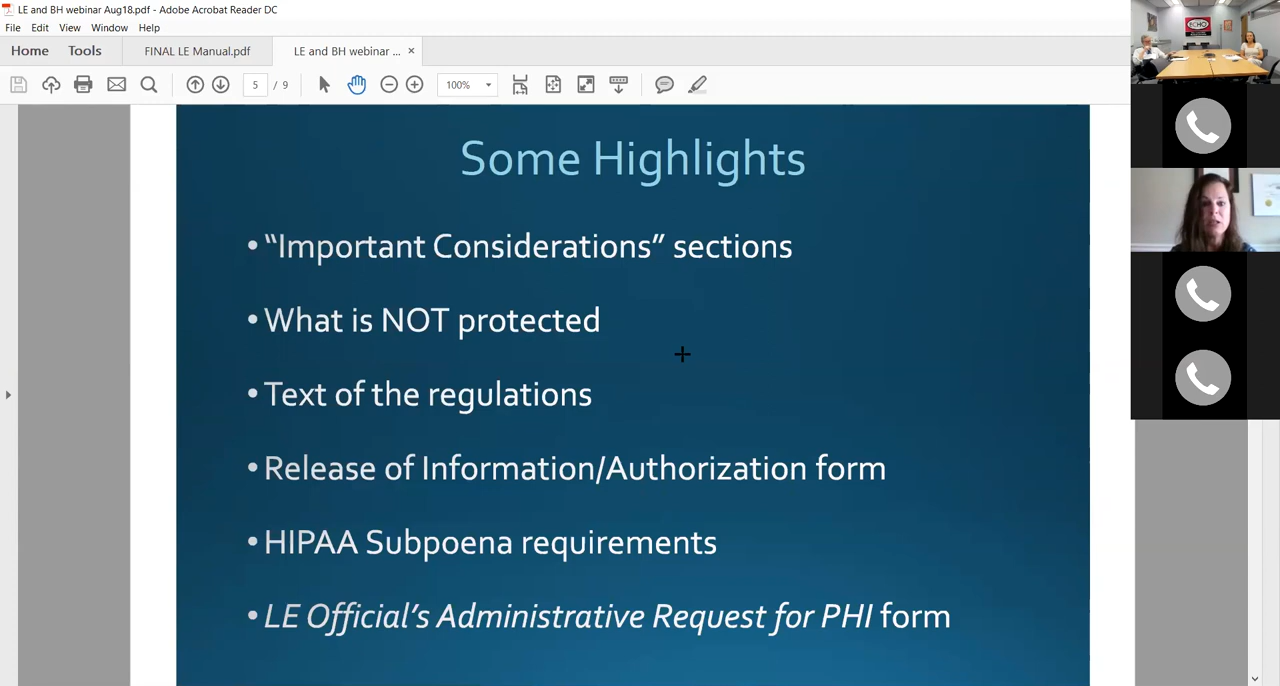 LE and BH webinar Aug18.pdf - Adobe Acrobat Reader DC
File Edit View Window Help
Home Tools FINAL LE Manual.pdf LE and BH webinar ... ×
5 / 9 100%
BCHO
Some Highlights
• “Important Considerations” sections
• What is NOT protected
• Text of the regulations
• Release of Information/Authorization form
• HIPAA Subpoena requirements
• LE Official’s Administrative Request for PHI form